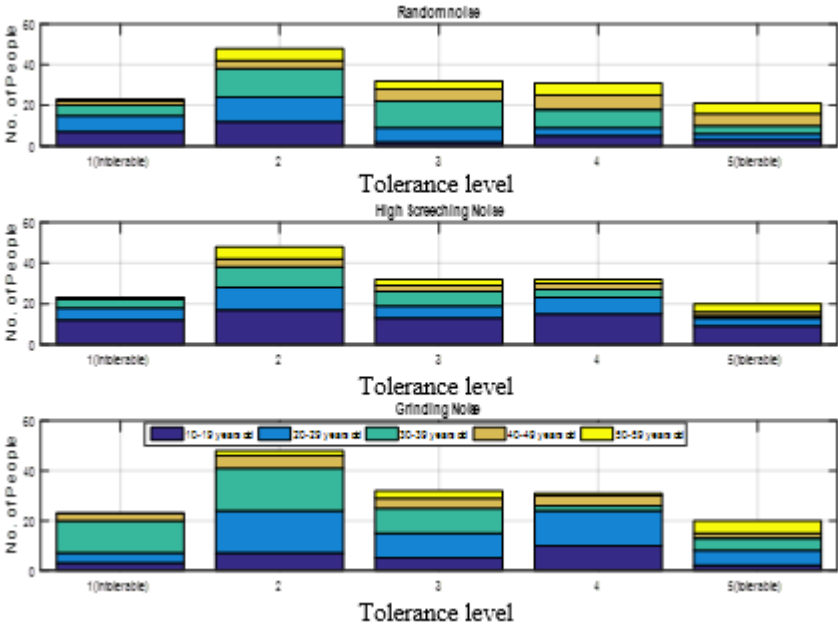 Random noise
No. of People
60
40
20
0
1(Intolerable) 2 3 4 5(tolerable)
Tolerance level
High Screeching Noise
No. of People
60
40
20
0
1(Intolerable) 2 3 4 5(tolerable)
Tolerance level
Grinding Noise
No. of People
60
40
20
0
10-19 years old 20-29 years old 30-39 years old 40-49 years old 50-59 years old
1(Intolerable) 2 3 4 5(tolerable)
Tolerance level